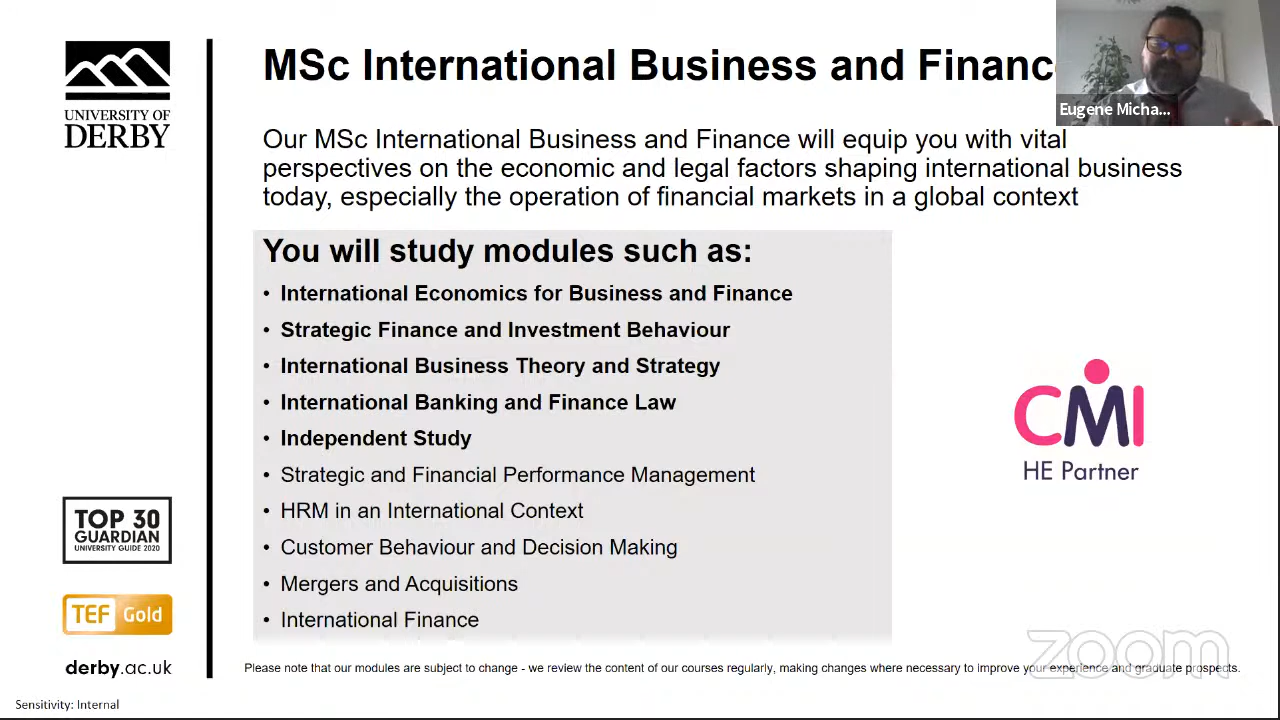 UNIVERSITY OF
DERBY
MSc International Business and Financ
Eugene Micha...
Our MSc International Business and Finance will equip you with vital
perspectives on the economic and legal factors shaping international business
today, especially the operation of financial markets in a global context
You will study modules such as:
• International Economics for Business and Finance
• Strategic Finance and Investment Behaviour
• International Business Theory and Strategy
• International Banking and Finance Law
• Independent Study
• Strategic and Financial Performance Management
• HRM in an International Context
• Customer Behaviour and Decision Making
• Mergers and Acquisitions
• International Finance
CMI
HE Partner
TOP 30
GUARDIAN
UNIVERSITY GUIDE 2020
TEF Gold
derby.ac.uk
Please note that our modules are subject to change - we review the content of our courses regularly, making changes where necessary to improve your experience and graduate prospects.
zoom
Sensitivity: Internal